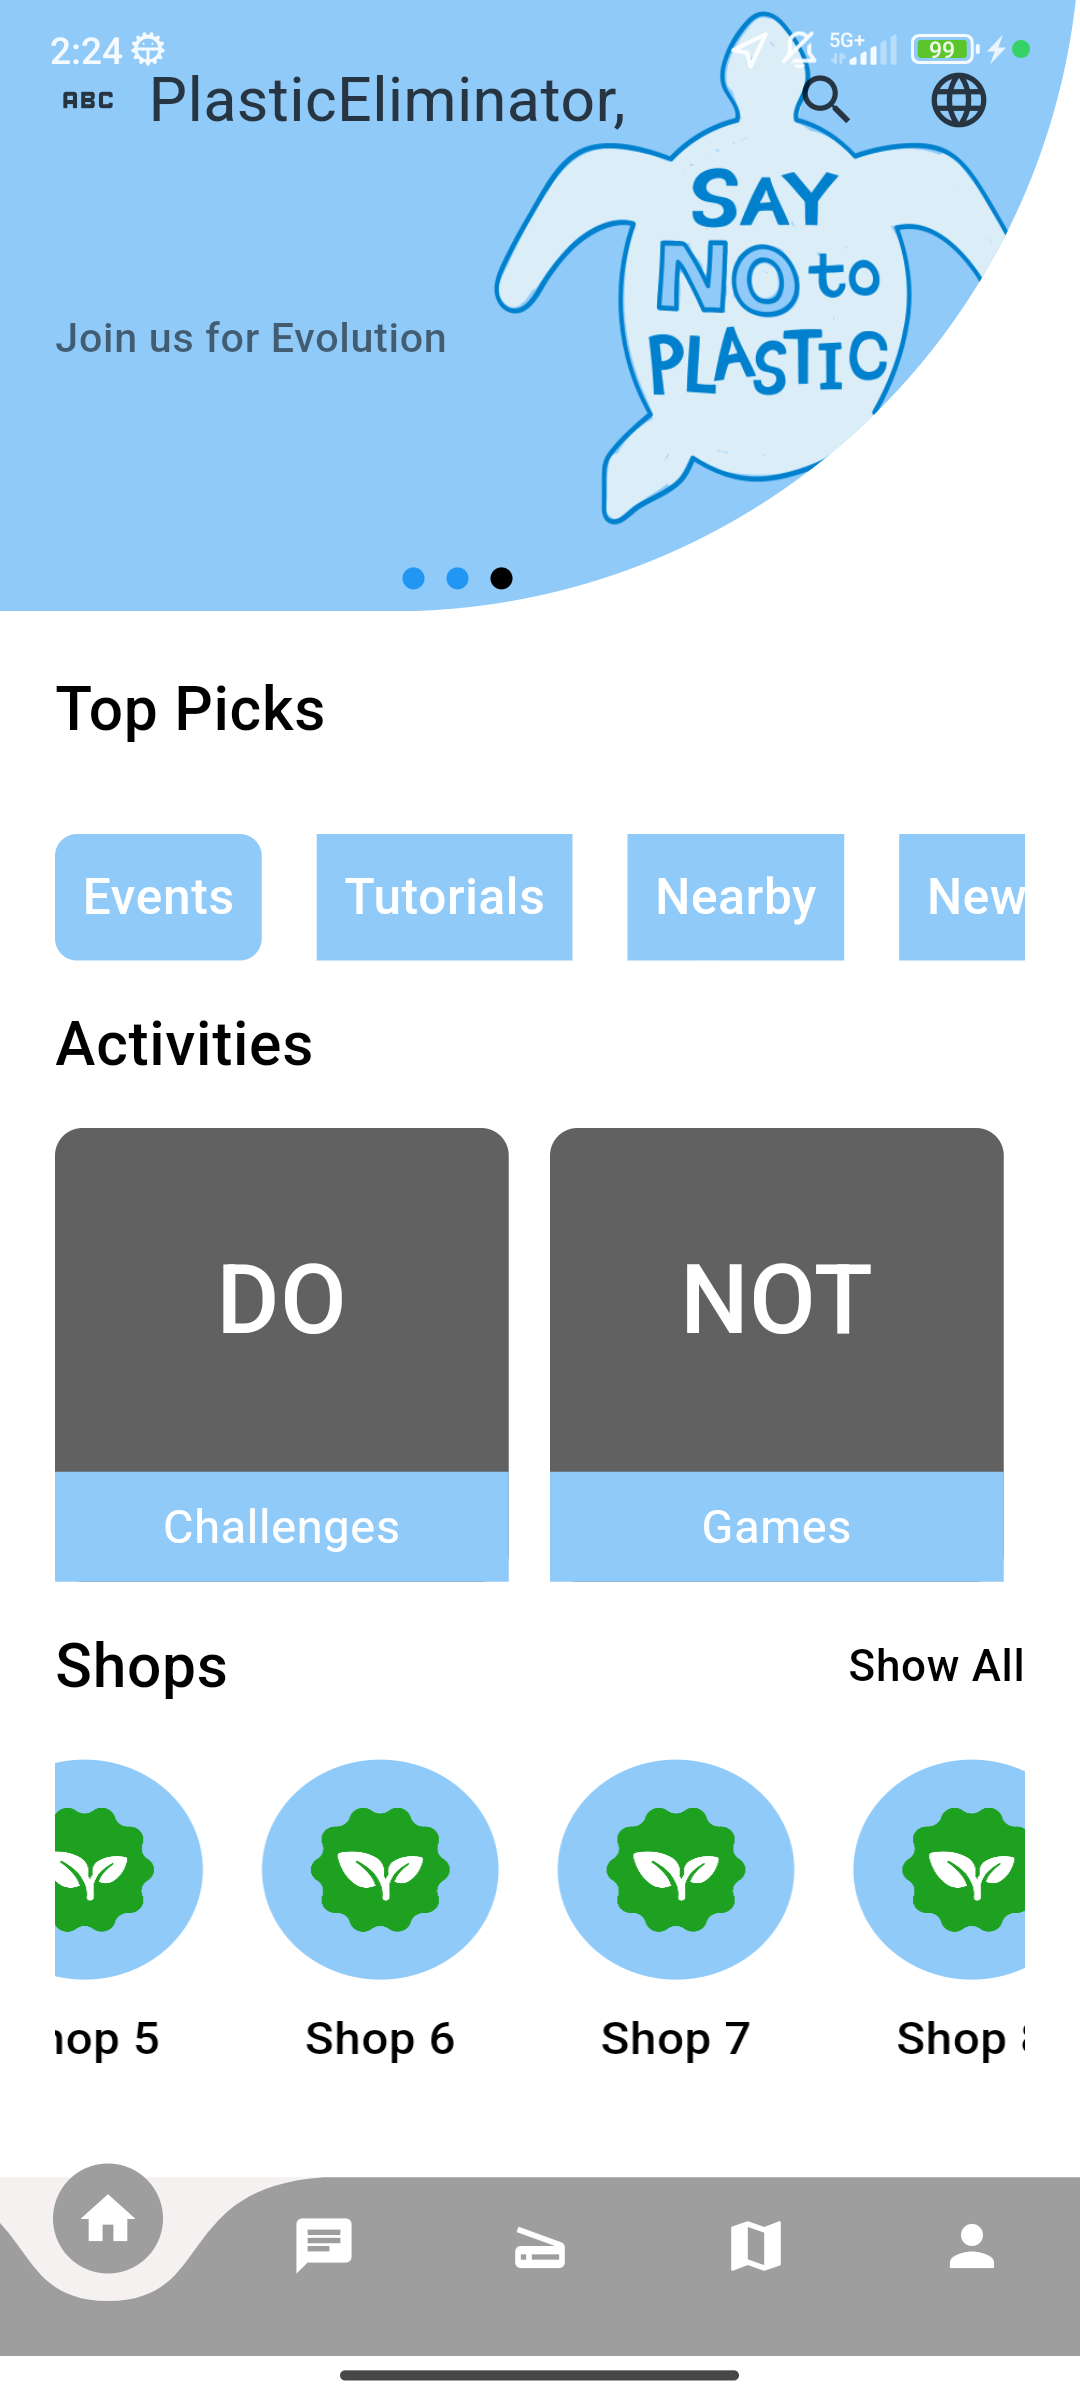 2:24 5G+ 99
ABC PlasticEliminator,
SAY
NO to
PLASTIC
Join us for Evolution
Top Picks
Events Tutorials Nearby New
Activities
DO NOT
Challenges Games
Shops Show All
hop 5 Shop 6 Shop 7 Shop